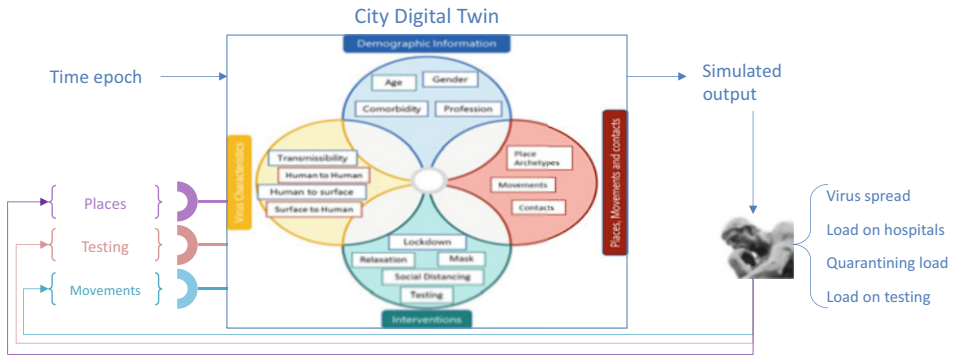 City Digital Twin
Time epoch
Demographic Information
Age
Gender
Comorbidity
Profession
Virus Characteristics
Transmissibility
Human to Human
Human to surface
Surface to Human
Place
Archetypes
Movements
Contacts
Places, Movements and contacts
Lockdown
Relaxation
Mask
Social Distancing
Testing
Interventions
Simulated
output
Places
Testing
Movements
Virus spread
Load on hospitals
Quarantining load
Load on testing